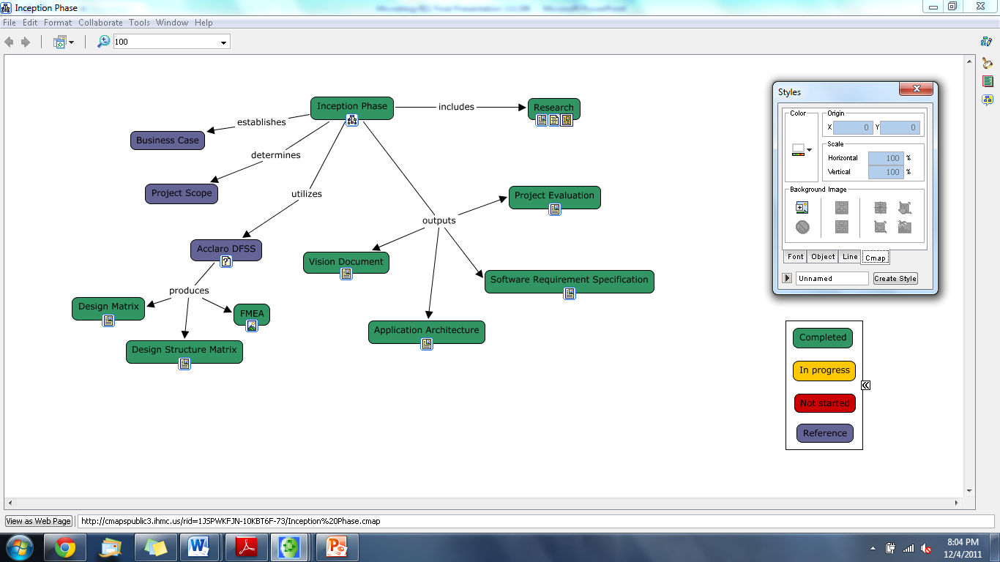 Inception Phase
File Edit Format Collaborate Tools Window Help
100
Inception Phase
includes
Research
establishes
Business Case
determines
Project Scope
utilizes
Project Evaluation
outputs
Acclaro DFSS
Vision Document
Software Requirement Specification
produces
Design Matrix
FMEA
Application Architecture
Design Structure Matrix
Styles
Color
Origin
X 0 Y 0
Scale
Horizontal 100 %
Vertical 100 %
Background Image
Font Object Line Cmap
Unnamed Create Style
Completed
In progress
Not started
Reference
View as Web Page http://cmapspublic3.ihmc.us/rid=1JSPWKFJN-10KBT6F-73/Inception%20Phase.cmap
8:04 PM
12/4/2011